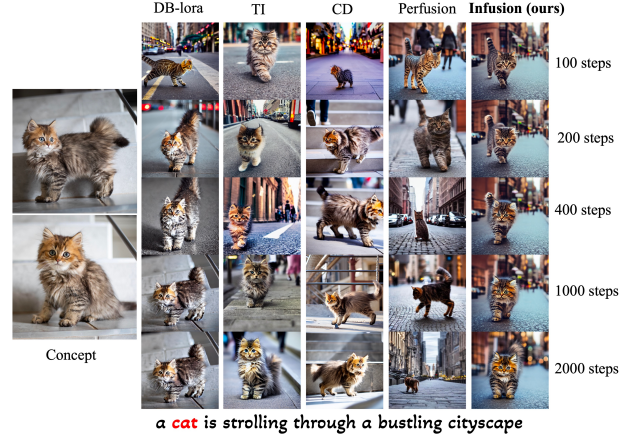 DB-lora TI CD Perfusion Infusion (ours)
100 steps
200 steps
400 steps
1000 steps
2000 steps
Concept
a cat is strolling through a bustling cityscape